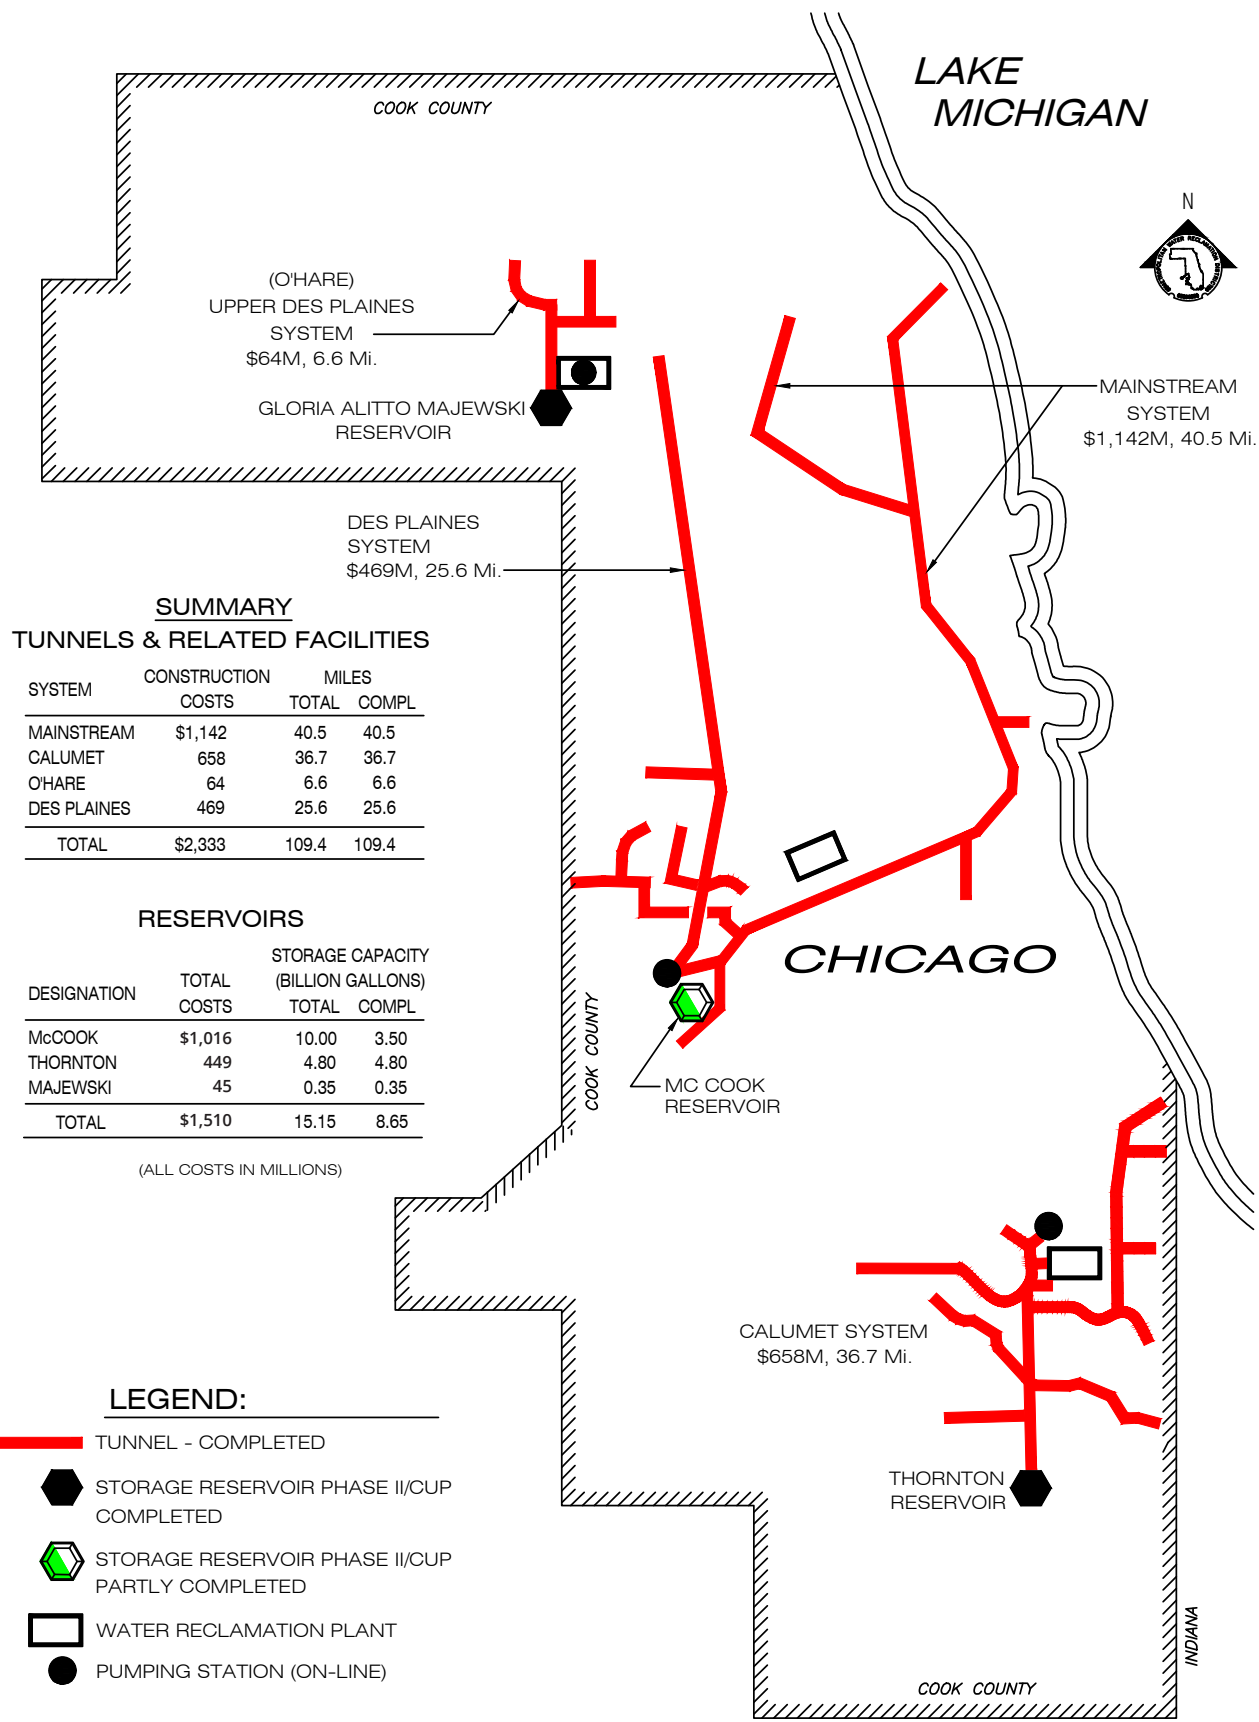 LAKE
MICHIGAN
COOK COUNTY
N
(O'HARE)
UPPER DES PLAINES
SYSTEM
$64M, 6.6 Mi.
GLORIA ALITTO MAJEWSKI
RESERVOIR
MAINSTREAM
SYSTEM
$1,142M, 40.5 Mi.
DES PLAINES
SYSTEM
$469M, 25.6 Mi.
SUMMARY
TUNNELS & RELATED FACILITIES
SYSTEM CONSTRUCTION COSTS MILES TOTAL COMPL
MAINSTREAM $1,142 40.5 40.5
CALUMET 658 36.7 36.7
O'HARE 64 6.6 6.6
DES PLAINES 469 25.6 25.6
TOTAL $2,333 109.4 109.4
RESERVOIRS
DESIGNATION TOTAL COSTS STORAGE CAPACITY (BILLION GALLONS) TOTAL COMPL
McCOOK $1,016 10.00 3.50
THORNTON 449 4.80 4.80
MAJEWSKI 45 0.35 0.35
TOTAL $1,510 15.15 8.65
(ALL COSTS IN MILLIONS)
CHICAGO
COOK COUNTY
MC COOK
RESERVOIR
CALUMET SYSTEM
$658M, 36.7 Mi.
THORNTON
RESERVOIR
LEGEND:
TUNNEL - COMPLETED
STORAGE RESERVOIR PHASE II/CUP
COMPLETED
STORAGE RESERVOIR PHASE II/CUP
PARTLY COMPLETED
WATER RECLAMATION PLANT
PUMPING STATION (ON-LINE)
INDIANA
COOK COUNTY